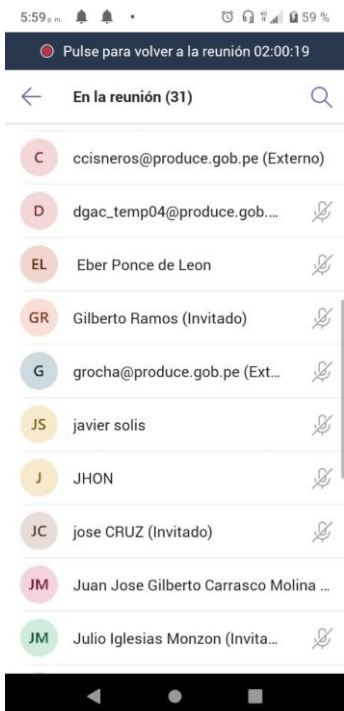 5:59 p. m. 59 %
Pulse para volver a la reunión 02:00:19
En la reunión (31)
C ccisneros@produce.gob.pe (Externo)
D dgac_temp04@produce.gob....
EL Eber Ponce de Leon
GR Gilberto Ramos (Invitado)
G grocha@produce.gob.pe (Ext...
JS javier solis
J JHON
JC jose CRUZ (Invitado)
JM Juan Jose Gilberto Carrasco Molina ...
JM Julio Iglesias Monzon (Invita...